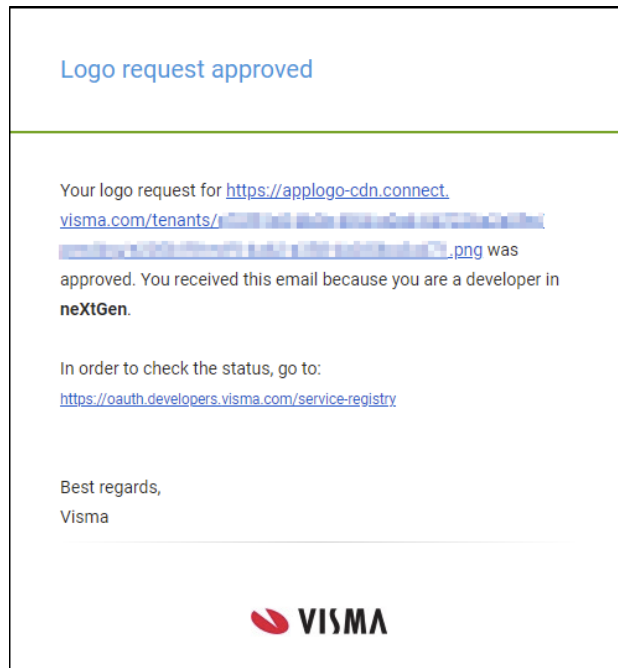 Logo request approved
Your logo request for https://applogo-cdn.connect.
visma.com/tenants/
.png was
approved. You received this email because you are a developer in
neXtGen.
In order to check the status, go to:
https://oauth.developers.visma.com/service-registry
Best regards,
Visma
VISMA